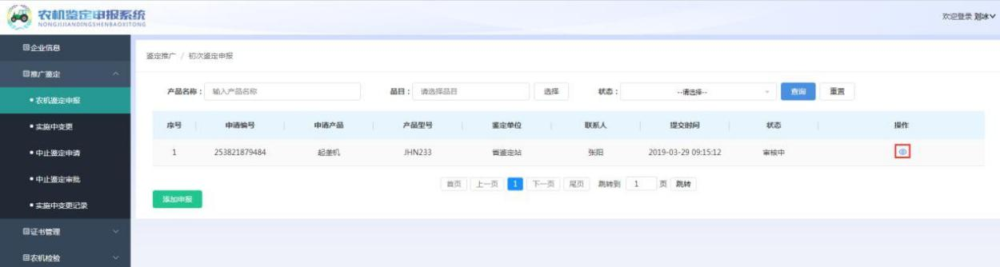 农机鉴定申报系统
NONGJIJIANDINGSHENBAOXITONG
欢迎登录 刘冰
企业信息
推广鉴定
农机鉴定申报
实施中变更
中止鉴定申请
中止鉴定审批
实施中变更记录
证书管理
农机检验
鉴定推广 / 初次鉴定申报
产品名称： 输入产品名称 品目： 请选择品目 选择 状态： --请选择-- 查询 重置
序号 申请编号 申请产品 产品型号 鉴定单位 联系人 提交时间 状态 操作
1 253821879484 起垄机 JHN233 省鉴定站 张阳 2019-03-29 09:15:12 审核中
首页 上一页 1 下一页 尾页 跳转到 1 页 跳转
添加申报